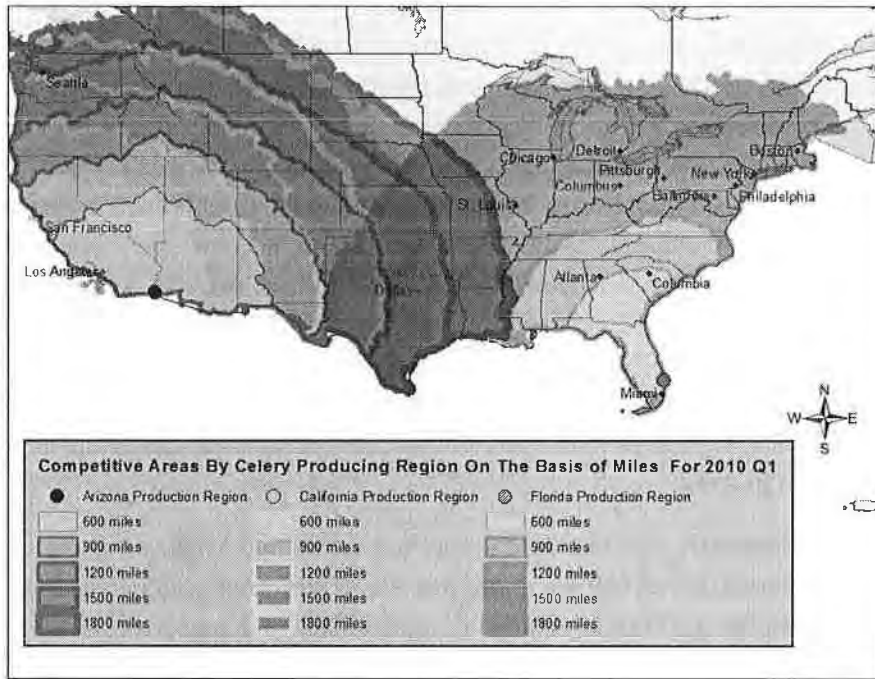 Seattle
Boston
Chicago
Detroit
Pittsburgh
New York
Columbus
Baltimore
Philadelphia
St. Louis
San Francisco
Los Angeles
Dallas
Atlanta
Columbia
Miami
N
W E
S
Competitive Areas By Celery Producing Region On The Basis of Miles For 2010 Q1
Arizona Production Region California Production Region Florida Production Region
600 miles 600 miles 600 miles
900 miles 900 miles 900 miles
1200 miles 1200 miles 1200 miles
1500 miles 1500 miles 1500 miles
1800 miles 1800 miles 1800 miles